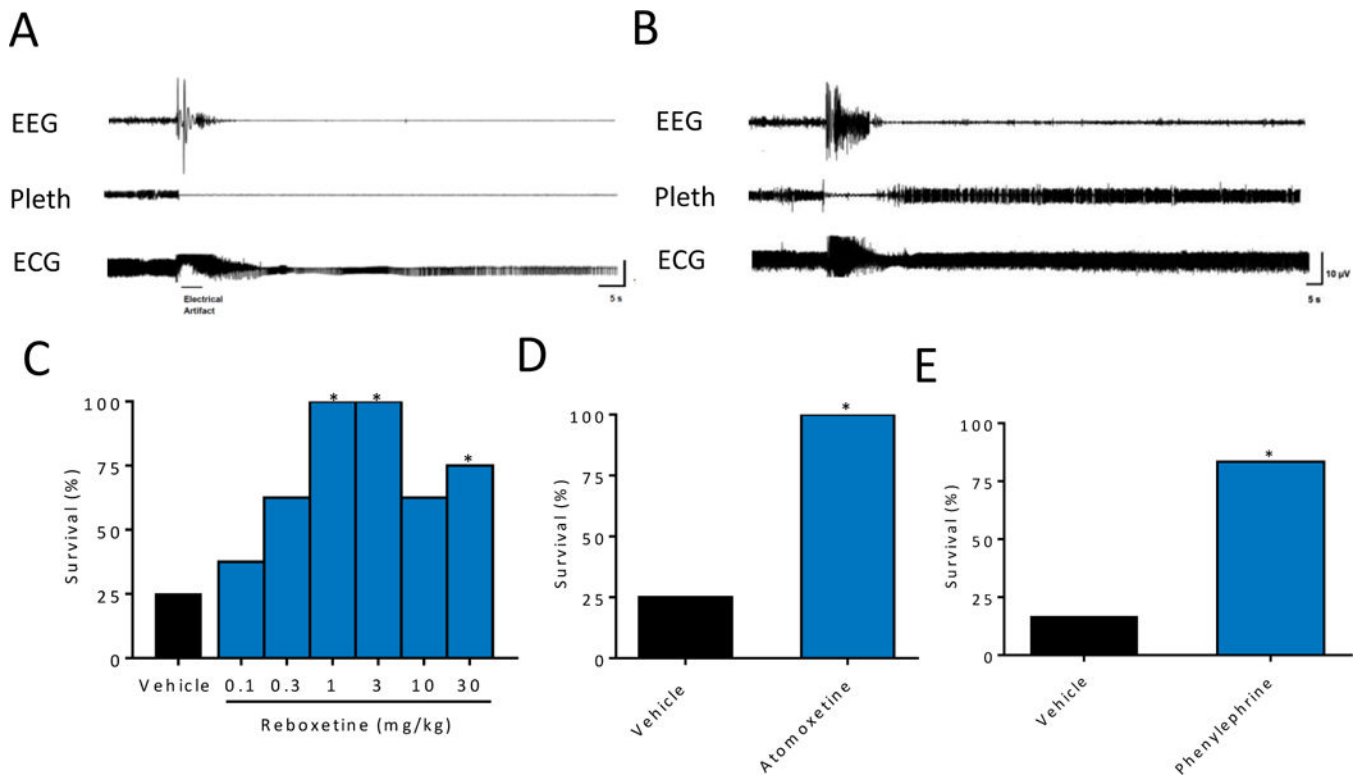 A
EEG
Pleth
ECG
Electrical
Artifact
5 s
B
EEG
Pleth
ECG
10 µV
5 s
C
Survival (%)
100
75
50
25
0
* * *
Vehicle 0.1 0.3 1 3 10 30
Reboxetine (mg/kg)
D
Survival (%)
100
75
50
25
0
*
Vehicle
Atomoxetine
E
Survival (%)
100
75
50
25
0
*
Vehicle
Phenylephrine